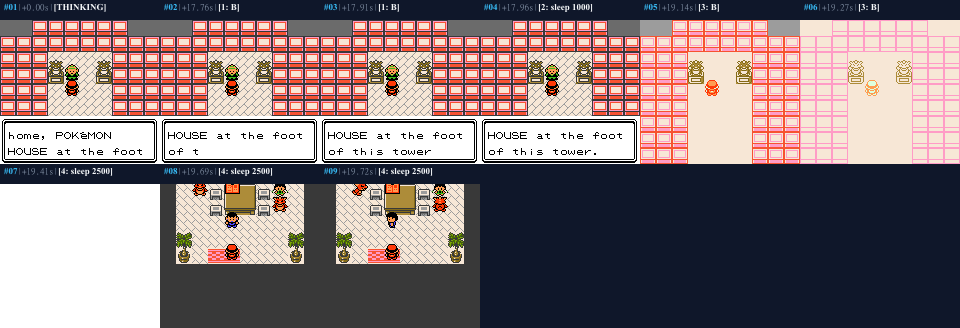 #01 +0.00s [THINKING]
#02 +17.76s [1: B]
#03 +17.91s [1: B]
#04 +17.96s [2: sleep 1000]
#05 +19.14s [3: B]
#06 +19.27s [3: B]
home, POKéMON
HOUSE at the foot
HOUSE at the foot
of t
HOUSE at the foot
of this tower
HOUSE at the foot
of this tower.
#07 +19.41s [4: sleep 2500]
#08 +19.69s [4: sleep 2500]
#09 +19.72s [4: sleep 2500]